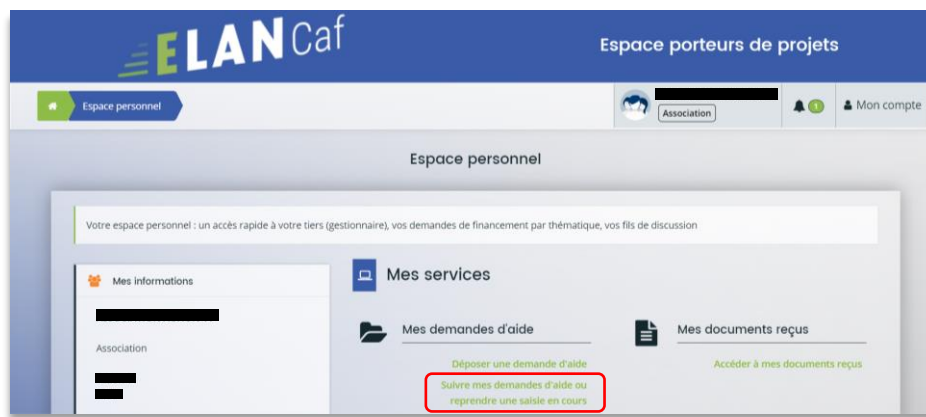 ELANCaf
Espace porteurs de projets
Espace personnel
Association
1
Mon compte
Espace personnel
Votre espace personnel : un accès rapide à votre tiers (gestionnaire), vos demandes de financement par thématique, vos fils de discussion
Mes informations
Association
Mes services
Mes demandes d'aide
Déposer une demande d'aide
Suivre mes demandes d'aide ou
reprendre une saisie en cours
Mes documents reçus
Accéder à mes documents reçus